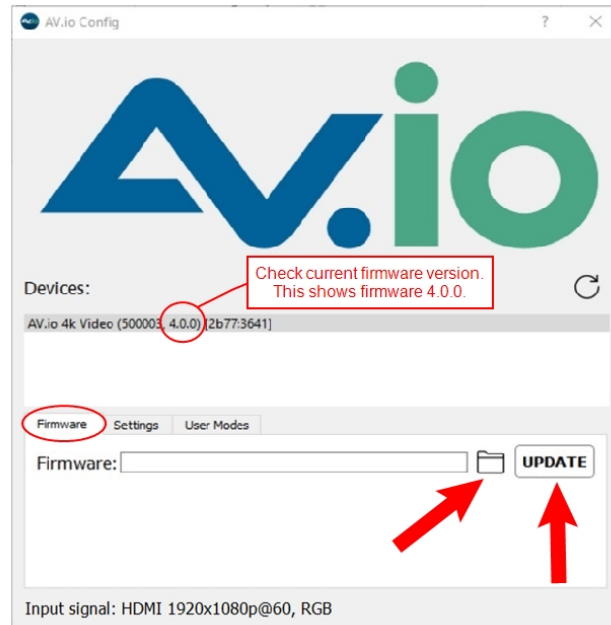 AV.io Config
? ×
AV.io
Check current firmware version.
This shows firmware 4.0.0.
Devices:
AV.io 4k Video (500003, 4.0.0) [2b77:3641]
Firmware Settings User Modes
Firmware: UPDATE
Input signal: HDMI 1920x1080p@60, RGB